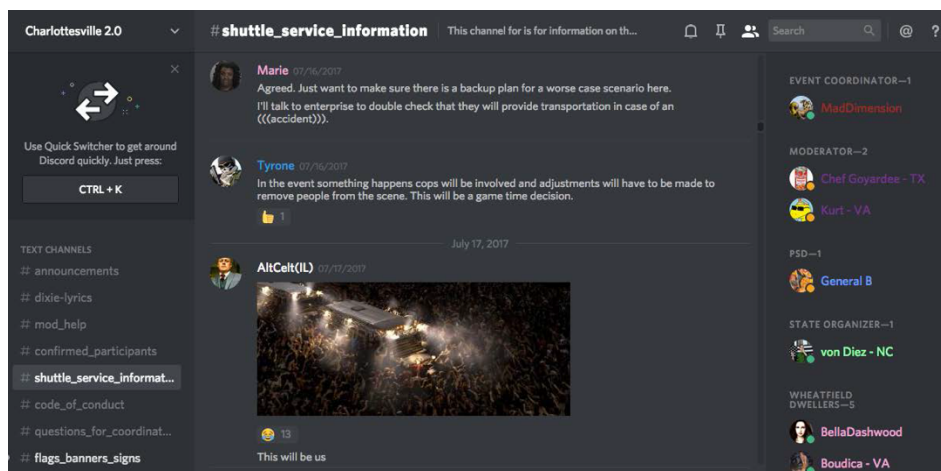 Charlottesville 2.0
Use Quick Switcher to get around
Discord quickly. Just press:
CTRL + K
TEXT CHANNELS
# announcements
# dixie-lyrics
# mod_help
# confirmed_participants
# shuttle_service_informat...
# code_of_conduct
# questions_for_coordinat...
# flags_banners_signs
#shuttle_service_information
This channel for is for information on th...
Search
@
?
Marie 07/16/2017
Agreed. Just want to make sure there is a backup plan for a worse case scenario here.
I'll talk to enterprise to double check that they will provide transportation in case of an
(((accident))).
Tyrone 07/16/2017
In the event something happens cops will be involved and adjustments will have to be made to
remove people from the scene. This will be a game time decision.
1
July 17, 2017
AltCelt(IL) 07/17/2017
13
This will be us
EVENT COORDINATOR—1
MadDimension
MODERATOR—2
Chef Goyardee - TX
Kurt - VA
PSD—1
General B
STATE ORGANIZER—1
von Diez - NC
WHEATFIELD
DWELLERS—5
BellaDashwood
Boudica - VA